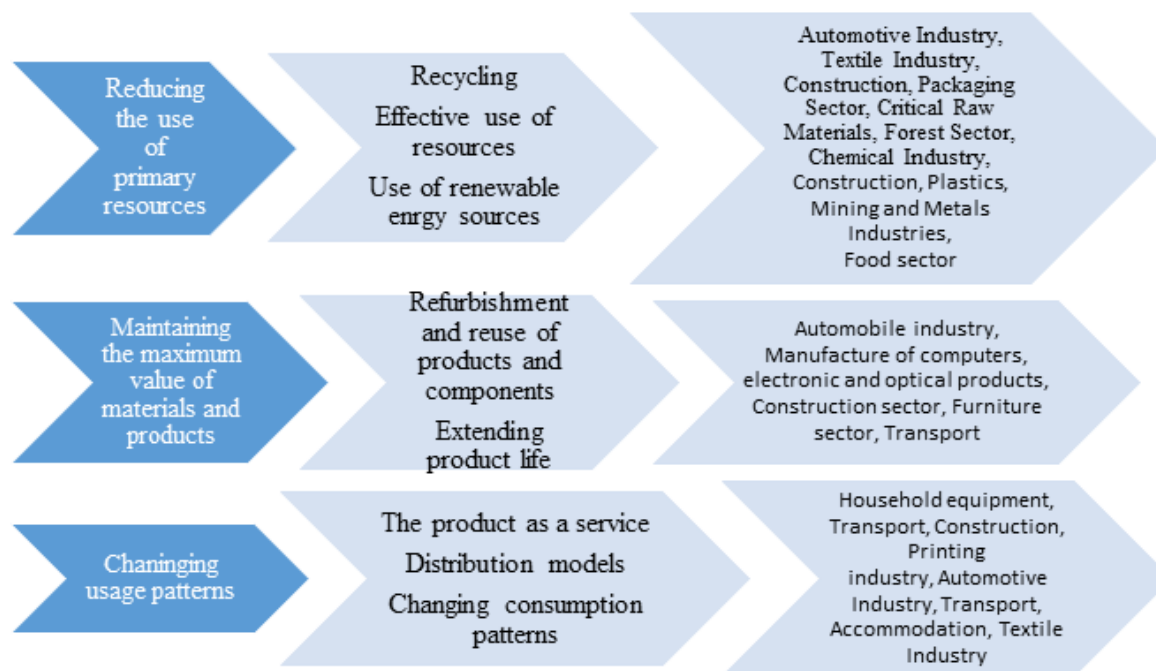 Reducing
the use
of
primary
resources
Recycling
Effective use of
resources
Use of renewable
enrgy sources
Automotive Industry,
Textile Industry,
Construction, Packaging
Sector, Critical Raw
Materials, Forest Sector,
Chemical Industry,
Construction, Plastics,
Mining and Metals
Industries,
Food sector
Maintaining
the maximum
value of
materials and
products
Refurbishment
and reuse of
products and
components
Extending
product life
Automobile industry,
Manufacture of computers,
electronic and optical products,
Construction sector, Furniture
sector, Transport
Chaninging
usage patterns
The product as a service
Distribution models
Changing consumption
patterns
Household equipment,
Transport, Construction,
Printing
industry, Automotive
Industry, Transport,
Accommodation, Textile
Industry